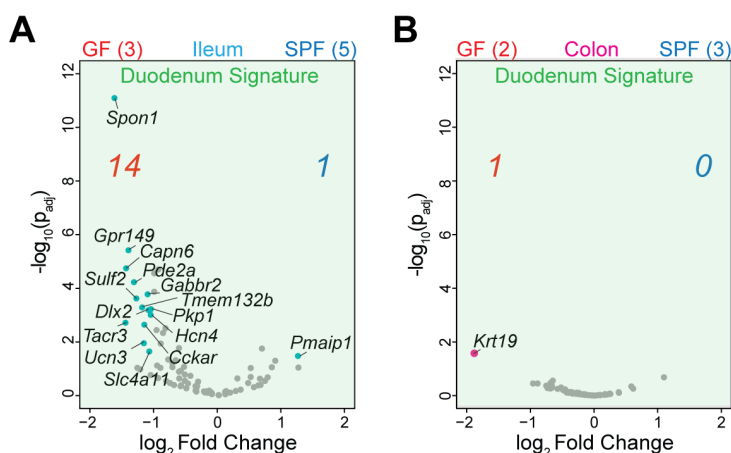 A
GF (3) Ileum SPF (5)
Duodenum Signature
Spon1
14 1
Gpr149
Capn6
Pde2a
Sulf2
Gabbr2
Tmem132b
Dlx2
Pkp1
Tacr3
Hcn4
Ucn3
Cckar
Slc4a11
Pmaip1
-log10(padj)
12
10
8
6
4
2
0
−2 −1 0 1 2
log2 Fold Change
B
GF (2) Colon SPF (3)
Duodenum Signature
1 0
Krt19
-log10(padj)
12
10
8
6
4
2
0
−2 −1 0 1 2
log2 Fold Change